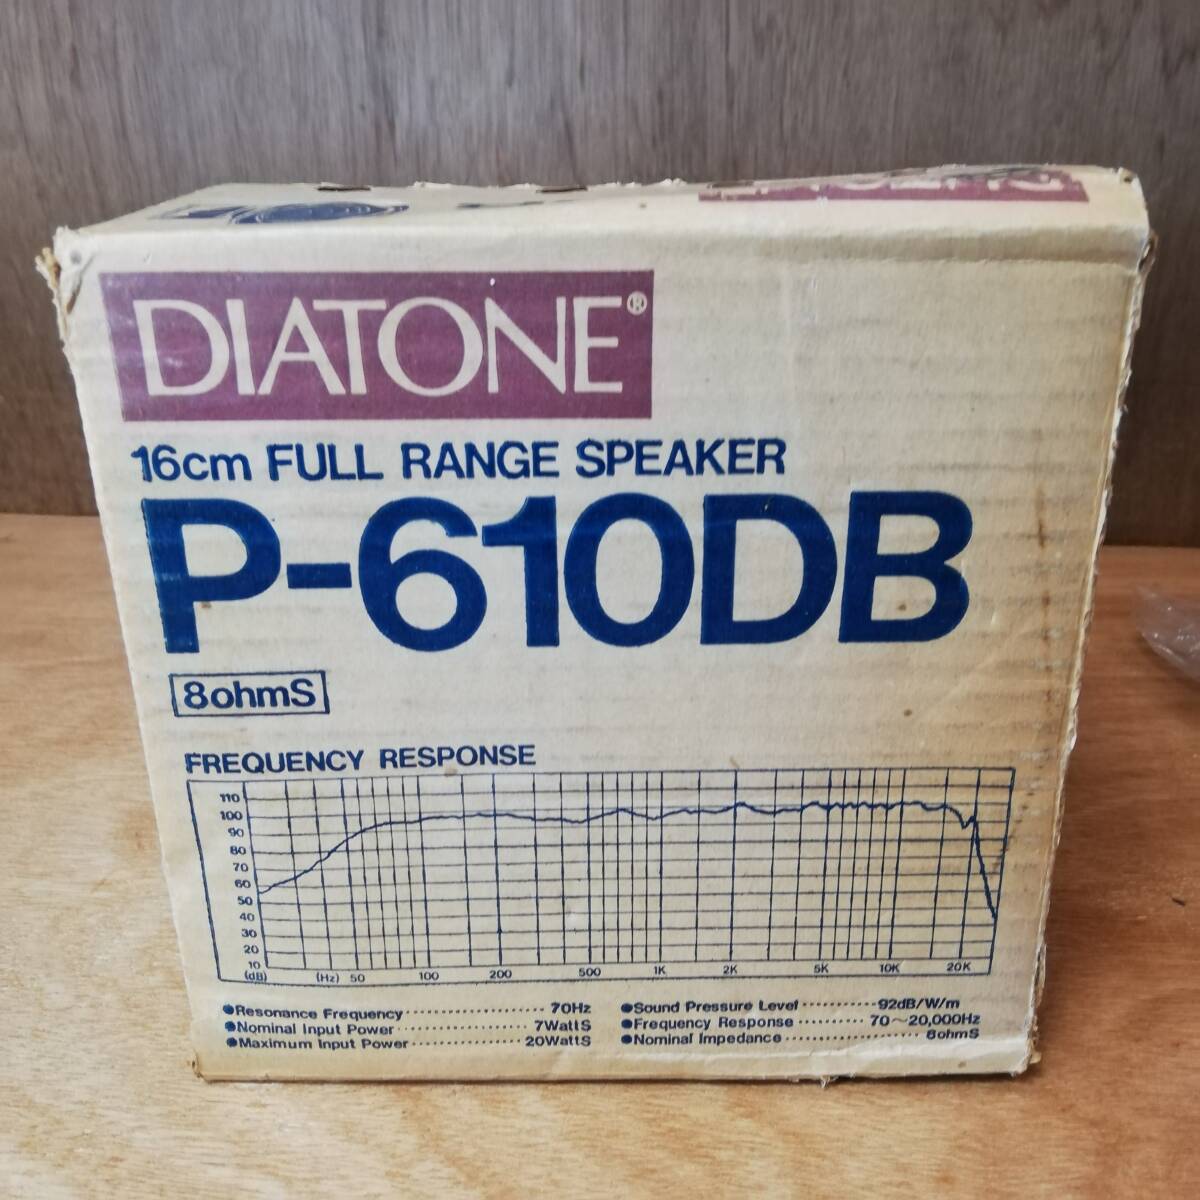 DIATONE
DIATONE®
16cm FULL RANGE SPEAKER
P-610DB
8ohmS
FREQUENCY RESPONSE
110
100
90
80
70
60
50
40
30
20
10
(dB) (Hz) 50 100 200 500 1K 2K 5K 10K 20K
●Resonance Frequency ·············· 70Hz
●Nominal Input Power ·············· 7WattS
●Maximum Input Power ·············· 20WattS
●Sound Pressure Level ·········· 92dB/W/m
●Frequency Response ·········· 70～20,000Hz
●Nominal Impedance ·················· 8ohmS